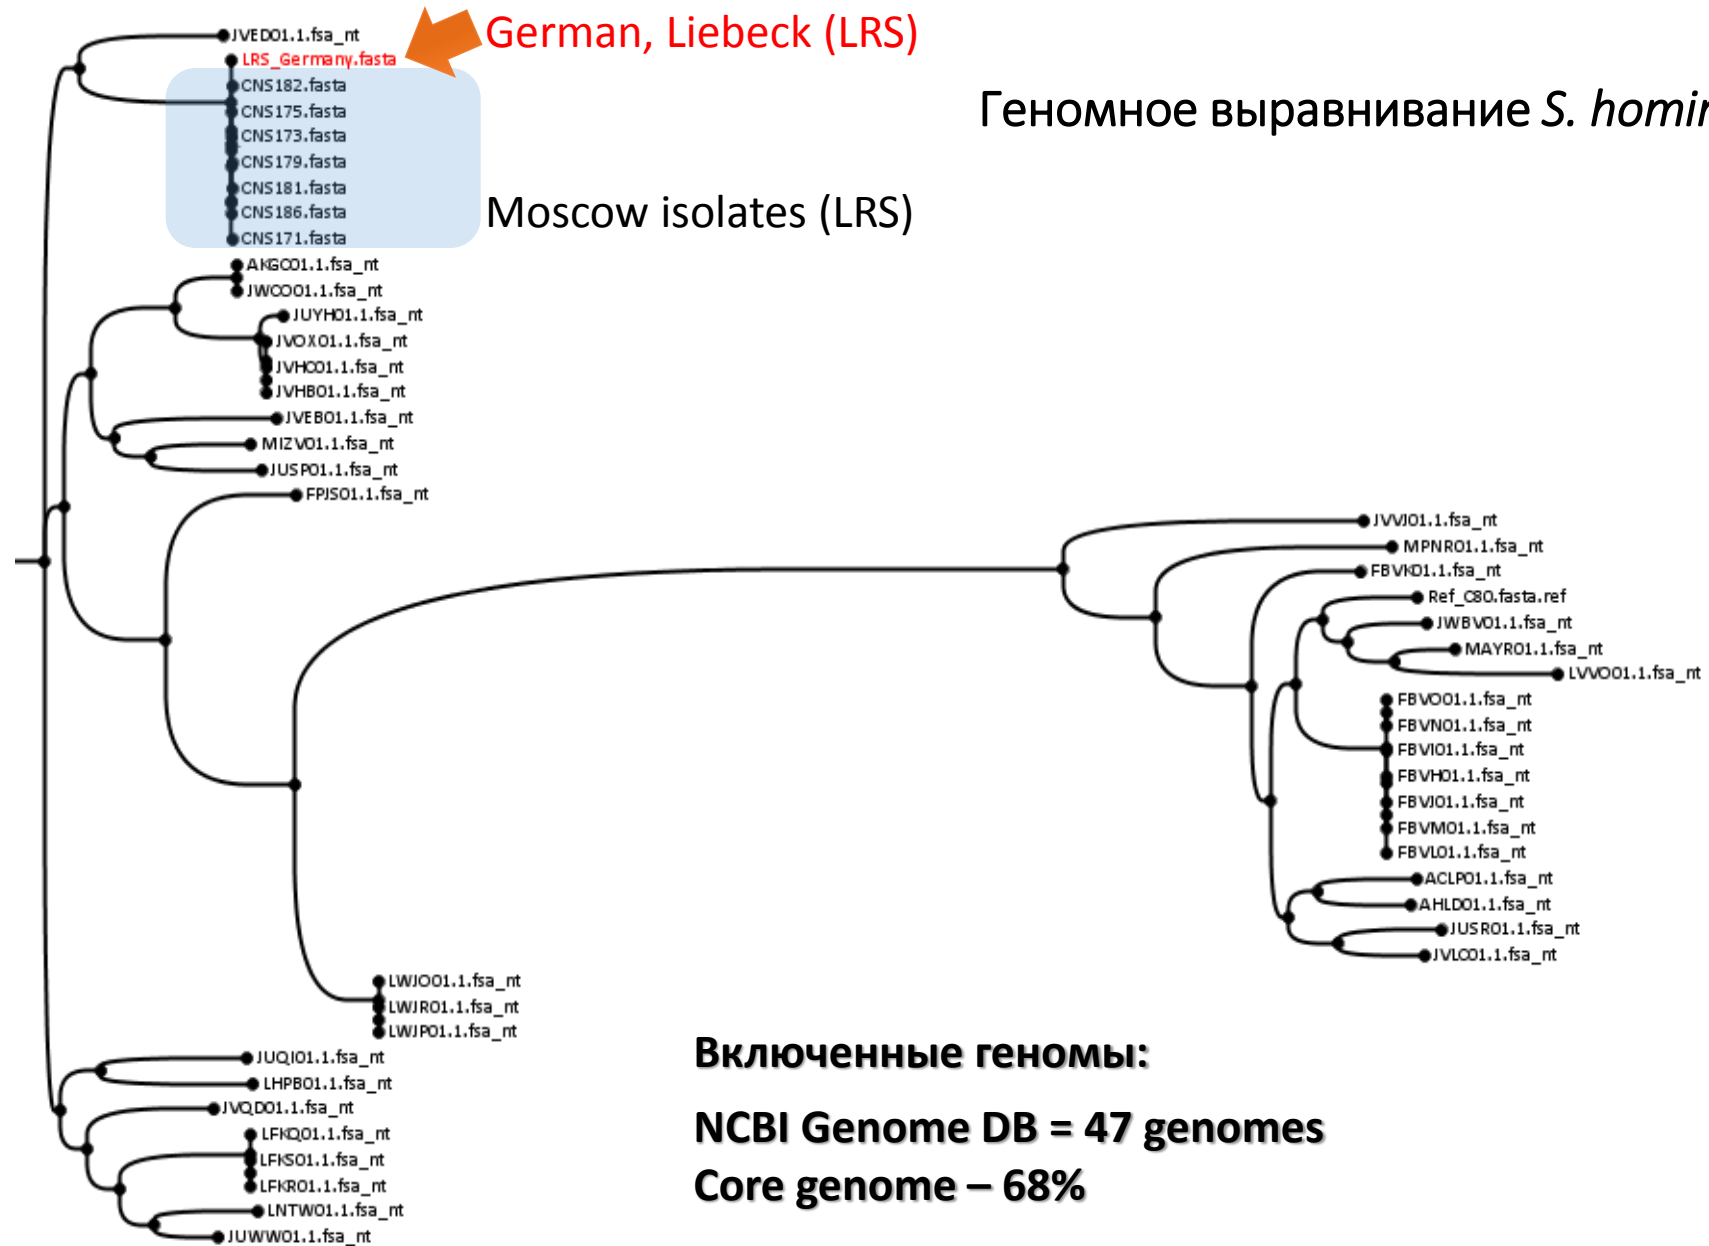 German, Liebeck (LRS)
Геномное выравнивание S. homi
Moscow isolates (LRS)
JVED01.1.fsa_nt
LRS_Germany.fasta
CNS182.fasta
CNS175.fasta
CNS173.fasta
CNS179.fasta
CNS181.fasta
CNS186.fasta
CNS171.fasta
AKGC01.1.fsa_nt
JWCO01.1.fsa_nt
JUYH01.1.fsa_nt
JVOX01.1.fsa_nt
JVHC01.1.fsa_nt
JVHB01.1.fsa_nt
JVEB01.1.fsa_nt
MIZV01.1.fsa_nt
JUSP01.1.fsa_nt
FPJS01.1.fsa_nt
JVVJ01.1.fsa_nt
MPNR01.1.fsa_nt
FBVK01.1.fsa_nt
Ref_C80.fasta.ref
JWBV01.1.fsa_nt
MAYR01.1.fsa_nt
LVVO01.1.fsa_nt
FBVO01.1.fsa_nt
FBVN01.1.fsa_nt
FBVI01.1.fsa_nt
FBVH01.1.fsa_nt
FBVJ01.1.fsa_nt
FBVM01.1.fsa_nt
FBVL01.1.fsa_nt
ACLP01.1.fsa_nt
AHLD01.1.fsa_nt
JUSR01.1.fsa_nt
JVLC01.1.fsa_nt
LWJO01.1.fsa_nt
LWJR01.1.fsa_nt
LWJP01.1.fsa_nt
JUQI01.1.fsa_nt
LHPB01.1.fsa_nt
JVQD01.1.fsa_nt
LFKQ01.1.fsa_nt
LFKS01.1.fsa_nt
LFKR01.1.fsa_nt
LNTW01.1.fsa_nt
JUWW01.1.fsa_nt
Включенные геномы:
NCBI Genome DB = 47 genomes
Core genome – 68%